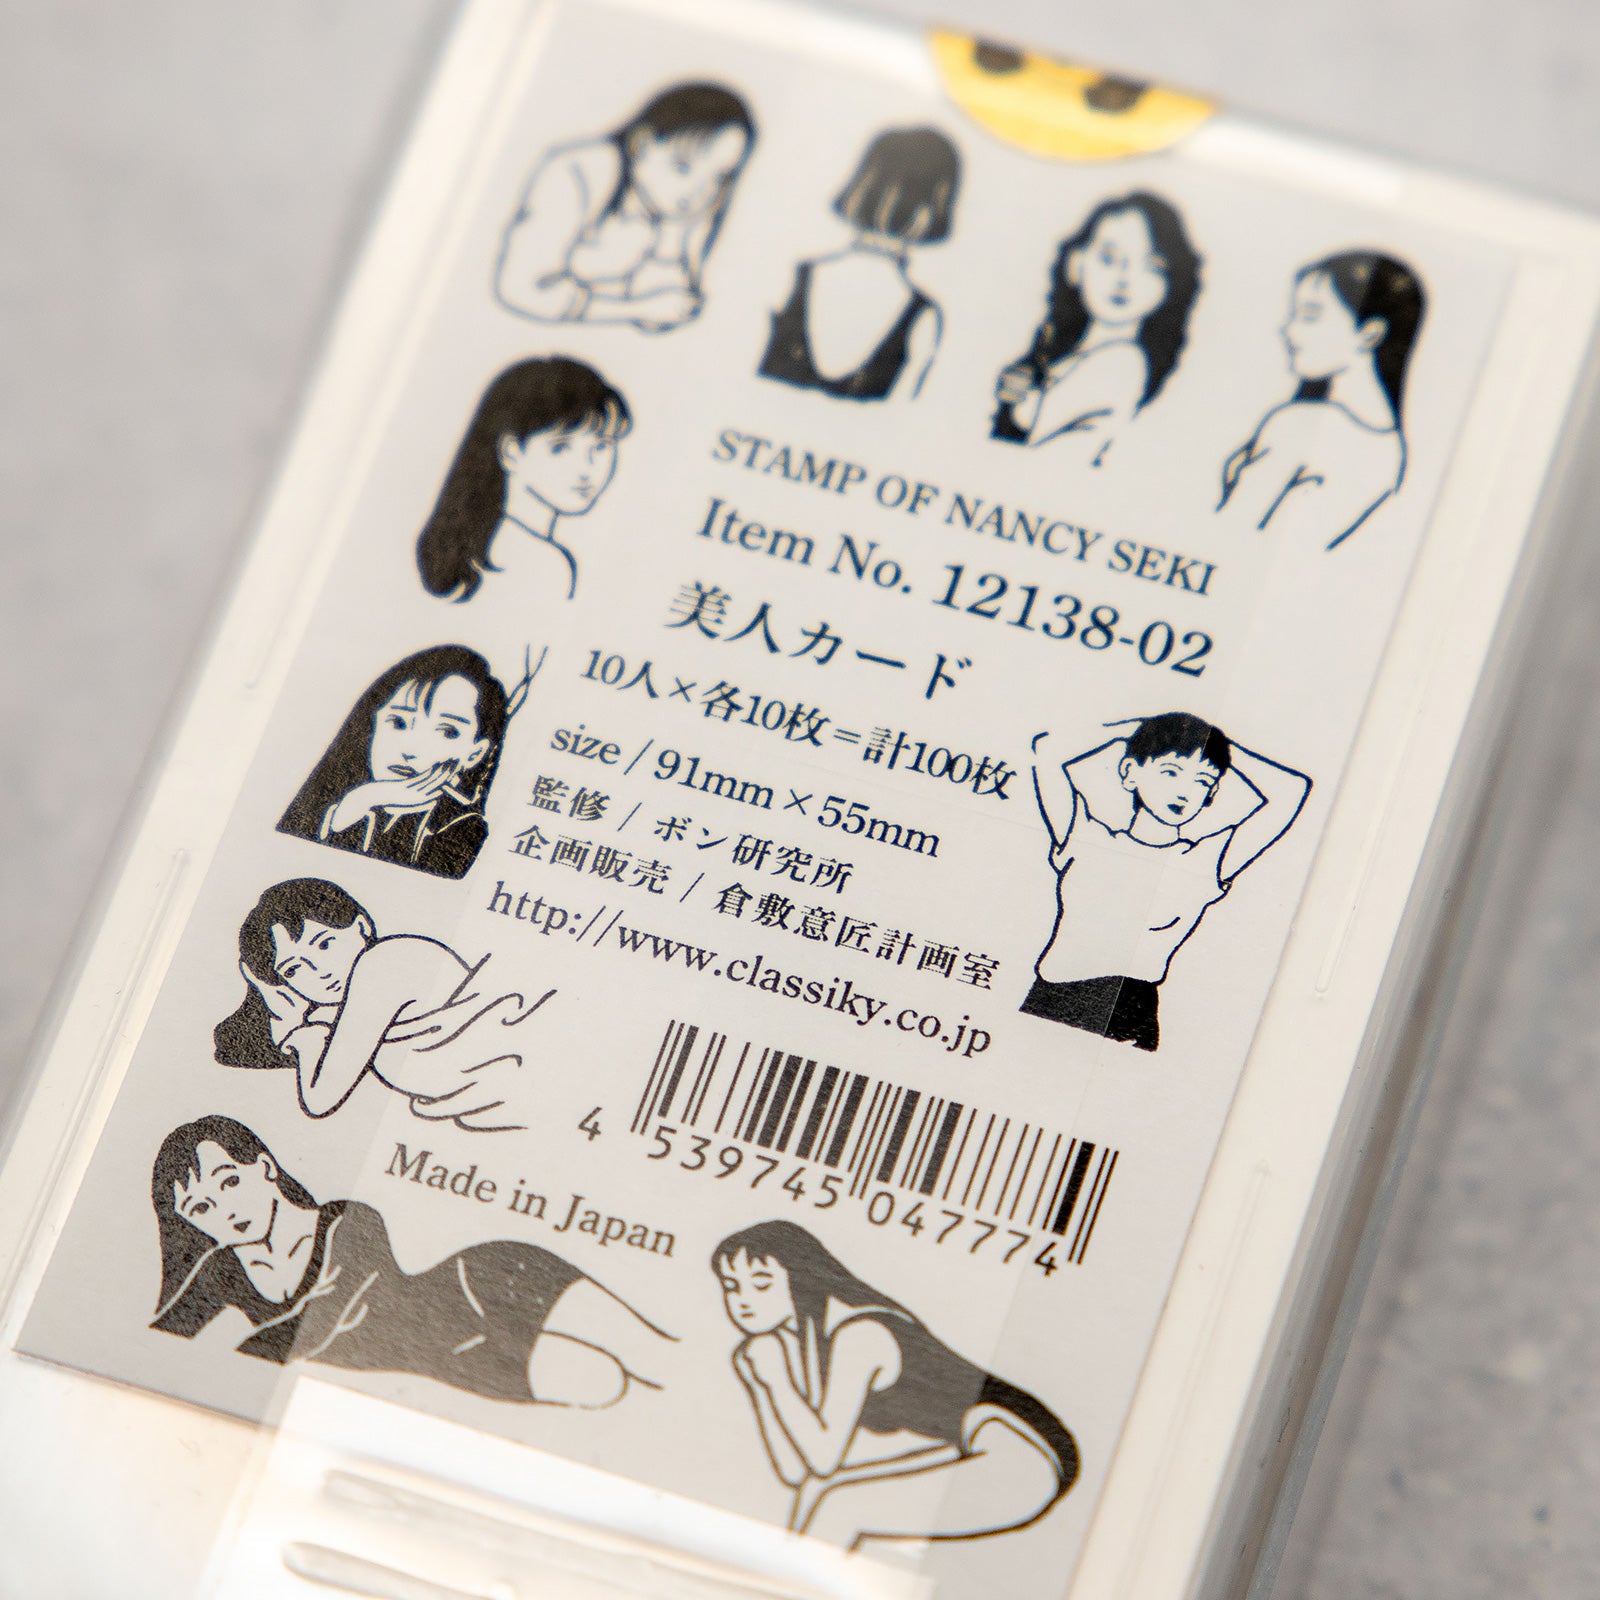 STAMP OF NANCY SEKI
Item No. 12138-02
美人カード
10人×各10枚=計100枚
size / 91mm×55mm
監修 / ボン研究所
企画販売 / 倉敷意匠計画室
http://www.classiky.co.jp
4 539745 047774
Made in Japan